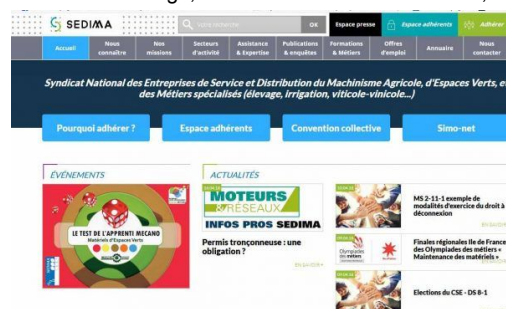 SEDIMA
OK
Espace presse
Espace adhérents
Adhérer
Accueil
Nous connaître
Nos missions
Secteurs d'activité
Assistance & Expertise
Publications & enquêtes
Formations & Métiers
Offres d'emploi
Annuaire
Nous contacter
Syndicat National des Entreprises de Service et Distribution du Machinisme Agricole, d'Espaces Verts, et
des Métiers spécialisés (élevage, irrigation, viticole-vinicole...)
Pourquoi adhérer ?
Espace adhérents
Convention collective
Simo-net
ÉVÉNEMENTS
ACTUALITÉS
LE TEST DE L'APPRENTI MECANO
Matériels d'Espaces Verts
MOTEURS
& RÉSEAUX
INFOS PROS SEDIMA
Permis tronçonneuse : une
obligation ?
MS 2-11-1 exemple de
modalités d'exercice du droit à la
déconnexion
Olympiades
des métiers
Finales régionales Ile de France
des Olympiades des métiers «
Maintenance des matériels »
Elections du CSE - DS 8-1